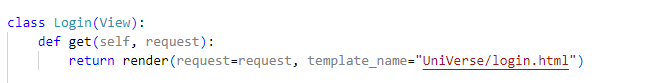 class Login(View):
    def get(self, request):
        return render(request=request, template_name="UniVerse/login.html")